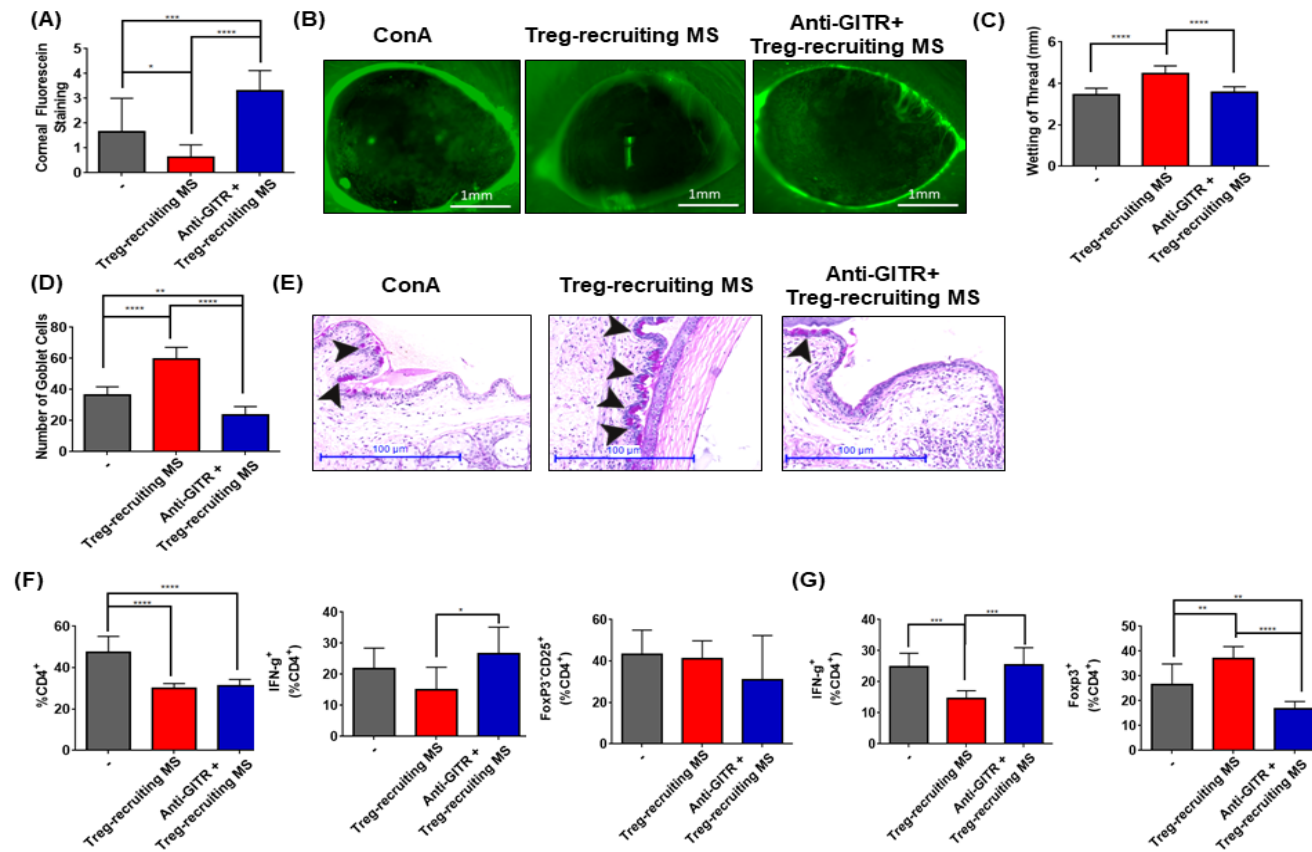 (A)
***
****
*
Corneal Fluorescein
Staining
5
4
3
2
1
0
-
Treg-recruiting MS
Anti-GITR +
Treg-recruiting MS
(B)
ConA
Treg-recruiting MS
Anti-GITR+
Treg-recruiting MS
1mm
1mm
1mm
(C)
****
****
Wetting of Thread (mm)
6
4
2
0
-
Treg-recruiting MS
Anti-GITR +
Treg-recruiting MS
(D)
**
****
****
Number of Goblet Cells
80
60
40
20
0
-
Treg-recruiting MS
Anti-GITR +
Treg-recruiting MS
(E)
ConA
Treg-recruiting MS
Anti-GITR+
Treg-recruiting MS
100 µm
100 µm
100 µm
(F)
****
****
%CD4+
60
40
20
0
-
Treg-recruiting MS
Anti-GITR +
Treg-recruiting MS
*
IFN-g+
(%CD4+)
40
30
20
10
0
-
Treg-recruiting MS
Anti-GITR +
Treg-recruiting MS
FoxP3+CD25+
(%CD4+)
60
40
20
0
-
Treg-recruiting MS
Anti-GITR +
Treg-recruiting MS
(G)
***
***
IFN-g+
(%CD4+)
40
30
20
10
0
-
Treg-recruiting MS
Anti-GITR +
Treg-recruiting MS
**
**
****
Foxp3+
(%CD4+)
50
40
30
20
10
0
-
Treg-recruiting MS
Anti-GITR +
Treg-recruiting MS